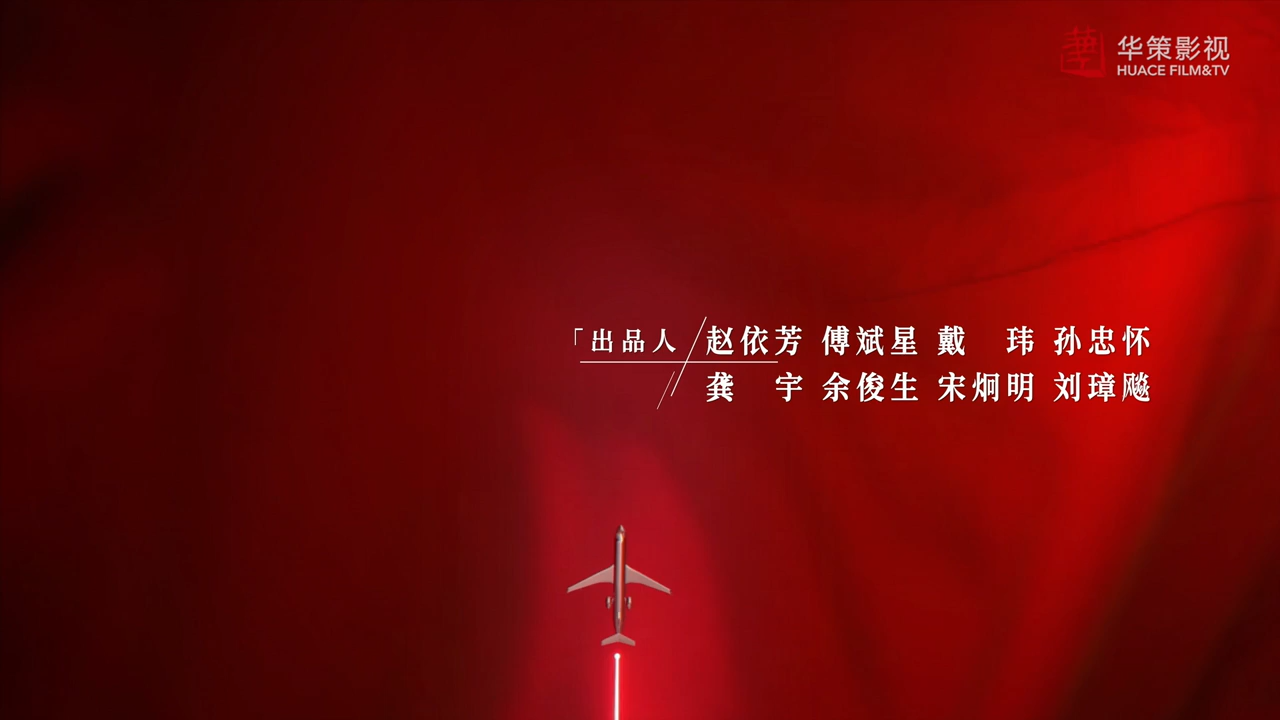 华策影视
HUACE FILM&TV
「出品人 赵依芳 傅斌星 戴　玮 孙忠怀
龚　宇 余俊生 宋炯明 刘璋飚